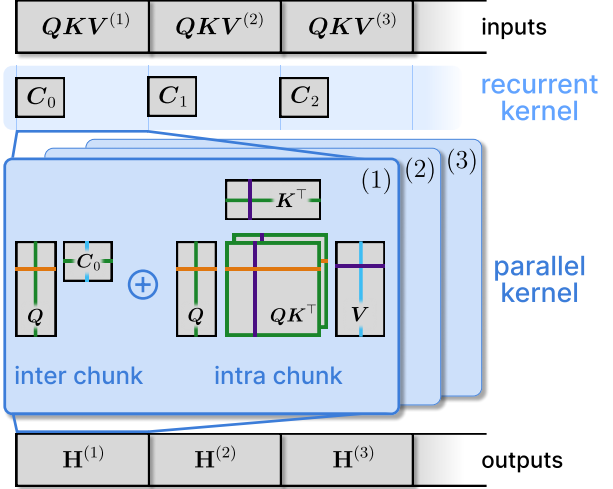 QKV⁽¹⁾ QKV⁽²⁾ QKV⁽³⁾ inputs
C₀ C₁ C₂ recurrent kernel
(1) (2) (3)
K⊤
C₀
Q Q QK⊤ V
parallel kernel
inter chunk intra chunk
H⁽¹⁾ H⁽²⁾ H⁽³⁾ outputs